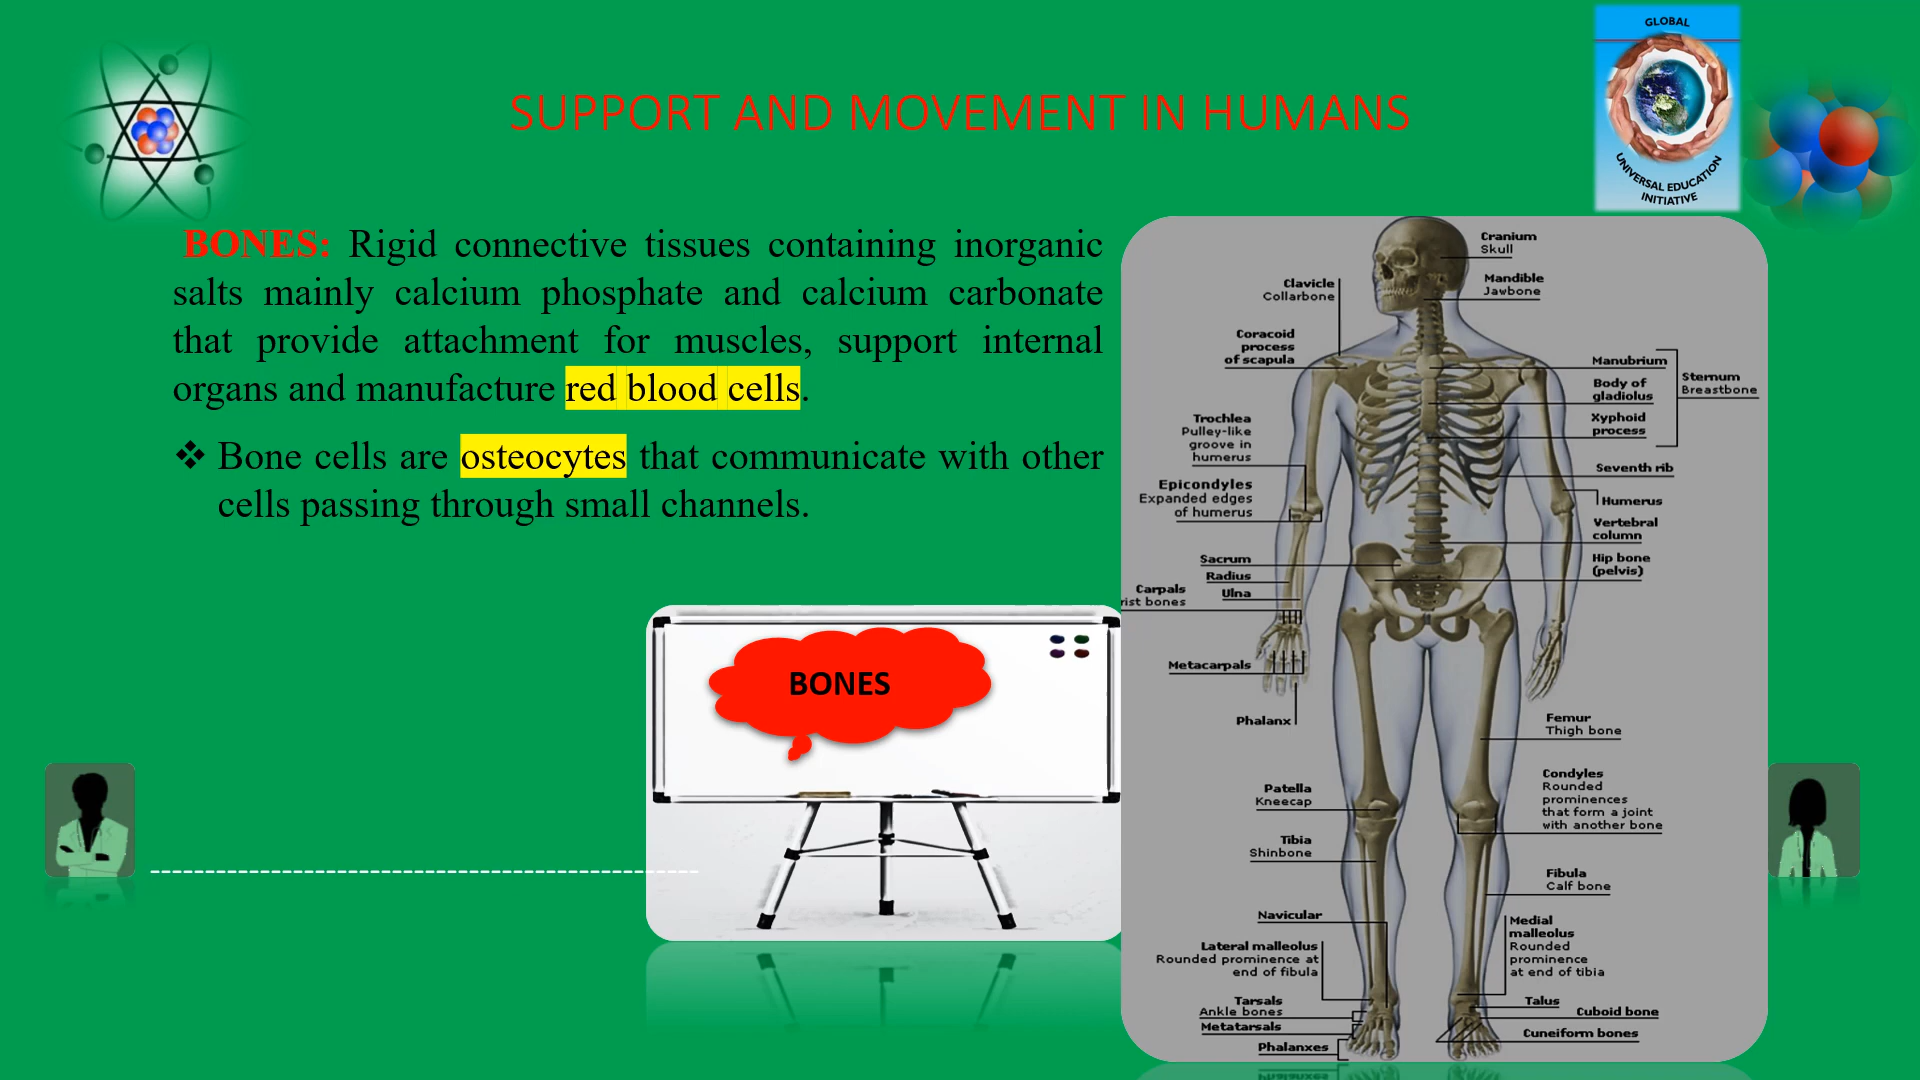 GLOBAL
UNIVERSAL EDUCATION
INITIATIVE
SUPPORT AND MOVEMENT IN HUMANS
BONES: Rigid connective tissues containing inorganic
salts mainly calcium phosphate and calcium carbonate
that provide attachment for muscles, support internal
organs and manufacture red blood cells.
❖ Bone cells are osteocytes that communicate with other
cells passing through small channels.
BONES
Cranium
Skull
Mandible
Jawbone
Clavicle
Collarbone
Coracoid
process
of scapula
Manubrium
Body of
gladiolus
Xyphoid
process
Sternum
Breastbone
Trochlea
Pulley-like
groove in
humerus
Seventh rib
Epicondyles
Expanded edges
of humerus
Humerus
Vertebral
column
Hip bone
(pelvis)
Sacrum
Radius
Ulna
Carpals
rist bones
Metacarpals
Phalanx
Femur
Thigh bone
Patella
Kneecap
Condyles
Rounded
prominences
that form a joint
with another bone
Tibia
Shinbone
Fibula
Calf bone
Navicular
Medial
malleolus
Rounded
prominence
at end of tibia
Lateral malleolus
Rounded prominence at
end of fibula
Tarsals
Ankle bones
Metatarsals
Phalanxes
Talus
Cuboid bone
Cuneiform bones